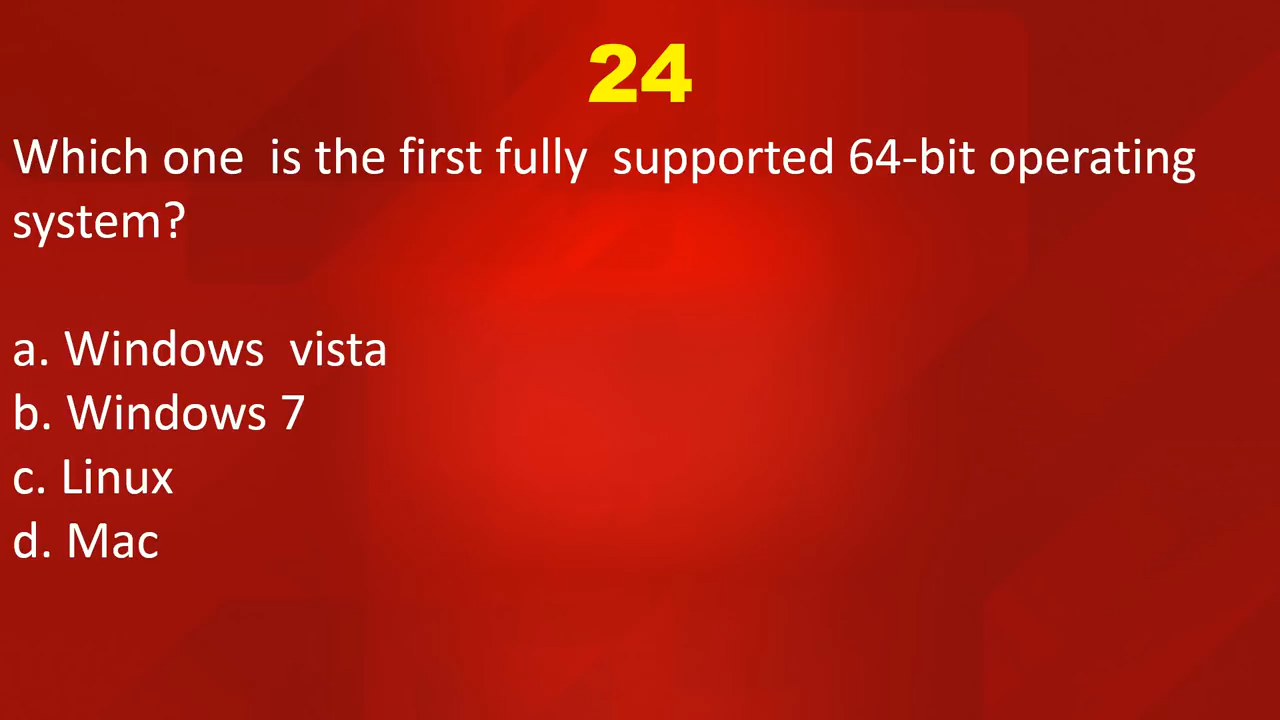 24
Which one is the first fully supported 64-bit operating
system?
a. Windows vista
b. Windows 7
c. Linux
d. Mac